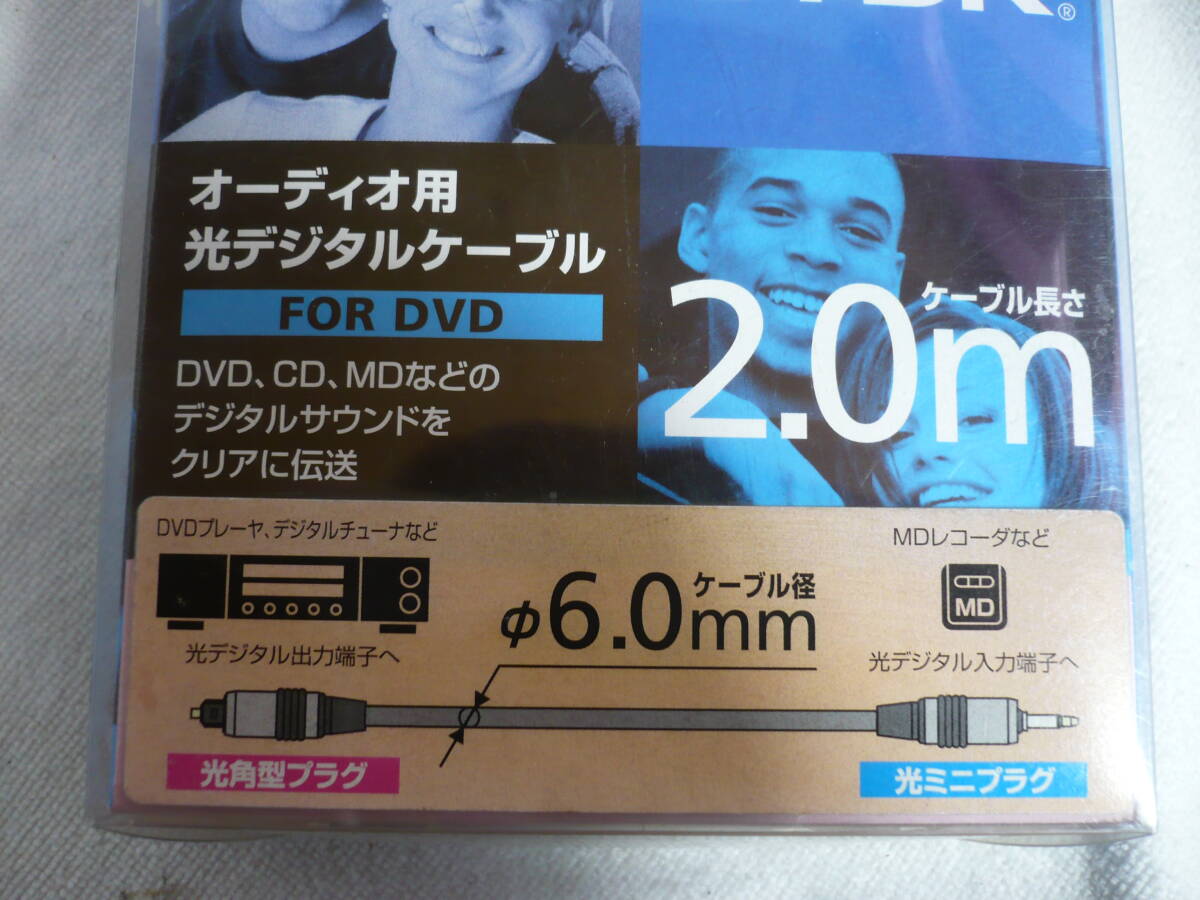 TDK®
オーディオ用
光デジタルケーブル
FOR DVD
DVD、CD、MDなどの
デジタルサウンドを
クリアに伝送
ケーブル長さ
2.0m
DVDプレーヤ、デジタルチューナなど
光デジタル出力端子へ
ケーブル径
φ6.0mm
MDレコーダなど
MD
光デジタル入力端子へ
光角型プラグ
光ミニプラグ